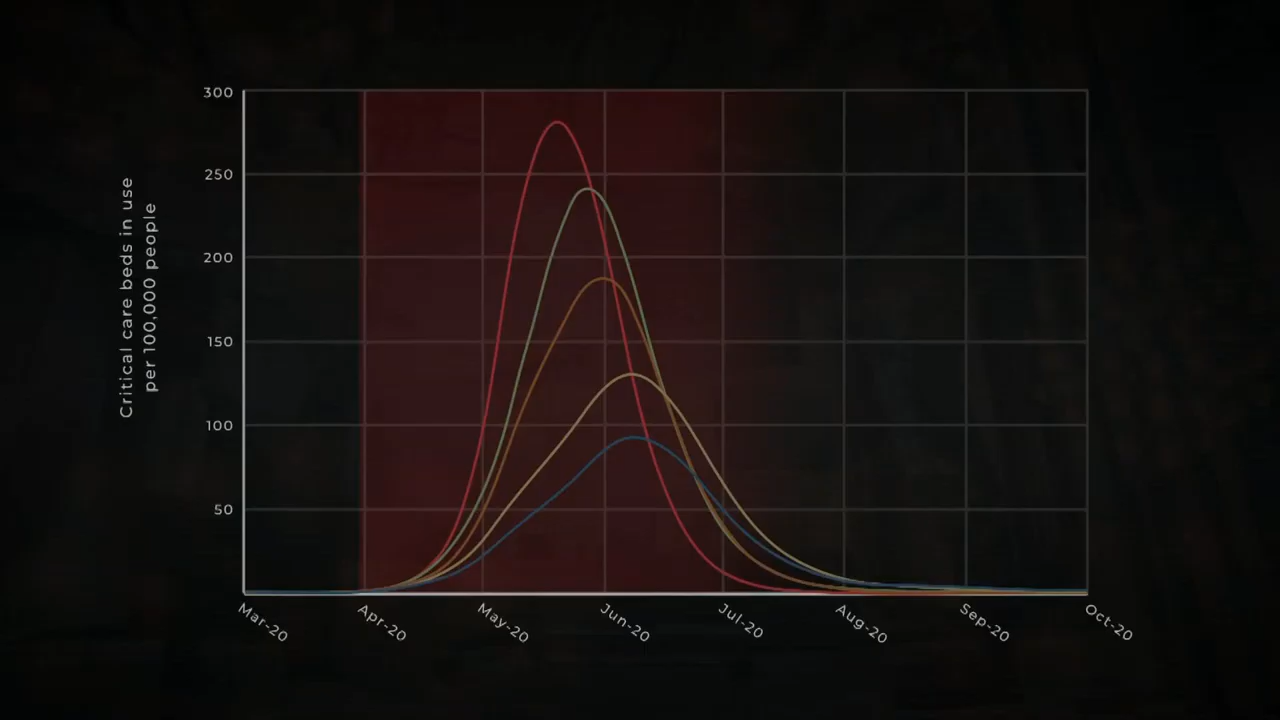 300
250
200
150
100
50
Critical care beds in use
per 100,000 people
Mar-20
Apr-20
May-20
Jun-20
Jul-20
Aug-20
Sep-20
Oct-20